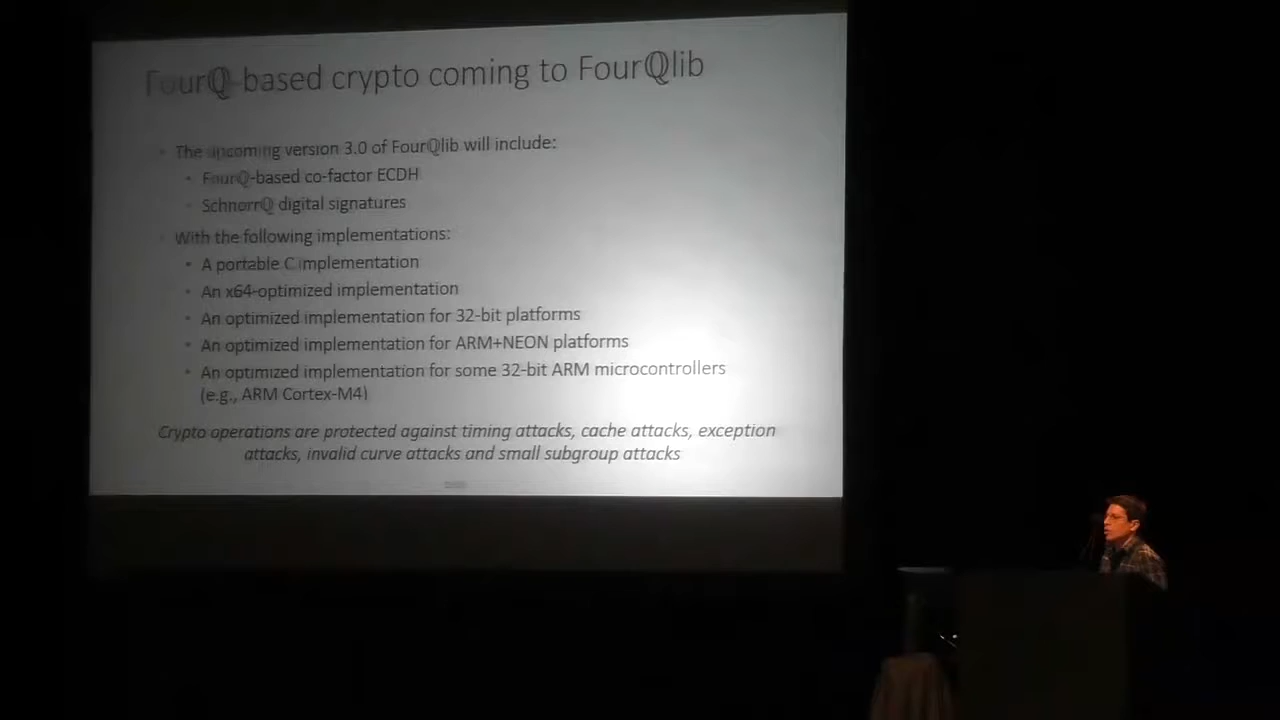 Fourℚ-based crypto coming to Fourℚlib
• The upcoming version 3.0 of Fourℚlib will include:
• Fourℚ-based co-factor ECDH
• Schnorrℚ digital signatures
• With the following implementations:
• A portable C implementation
• An x64-optimized implementation
• An optimized implementation for 32-bit platforms
• An optimized implementation for ARM+NEON platforms
• An optimized implementation for some 32-bit ARM microcontrollers
(e.g., ARM Cortex-M4)
Crypto operations are protected against timing attacks, cache attacks, exception
attacks, invalid curve attacks and small subgroup attacks